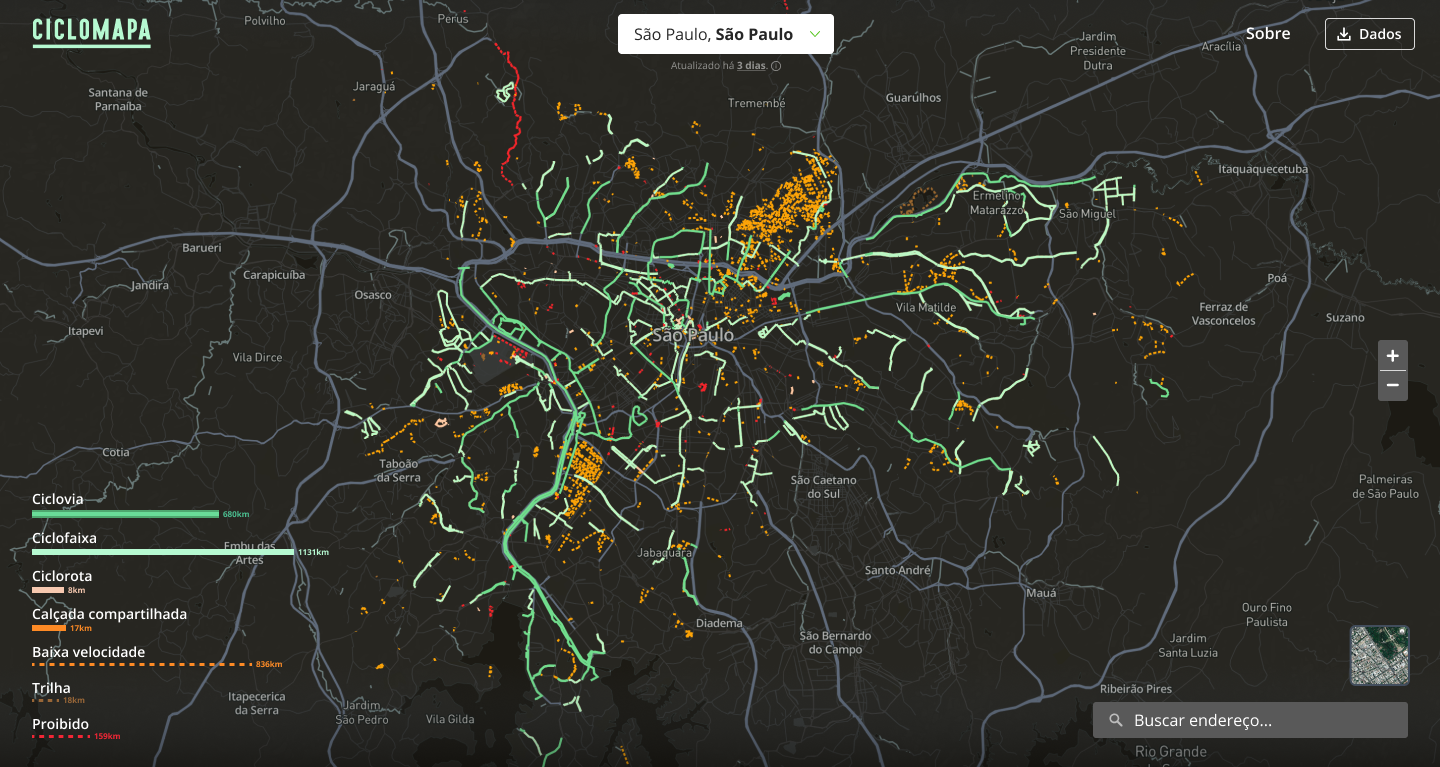 CICLOMAPA
São Paulo, São Paulo
Atualizado há 3 dias.
Sobre
Dados
Polvilho
Perus
Jardim
Presidente
Dutra
Aracília
Santana de
Parnaíba
Jaraguá
Tremembé
Guarulhos
Itaquaquecetuba
Ermelino
Matarazzo
São Miguel
Barueri
Carapicuíba
Jandira
Osasco
Poá
Vila Matilde
Ferraz de
Vasconcelos
Suzano
Itapevi
São Paulo
Vila Dirce
Cotia
Taboão
da Serra
São Caetano
do Sul
Palmeiras
de São Paulo
Ciclovia
680km
Ciclofaixa
1131km
Embu das
Artes
Jabaquara
Santo André
Ciclorota
8km
Mauá
Calçada compartilhada
17km
Ouro Fino
Paulista
Diadema
São Bernardo
do Campo
Jardim
Santa Luzia
Baixa velocidade
836km
Trilha
18km
Itapecerica
da Serra
Ribeirão Pires
Jardim
São Pedro
Vila Gilda
Proibido
159km
Buscar endereço...
Rio Grande